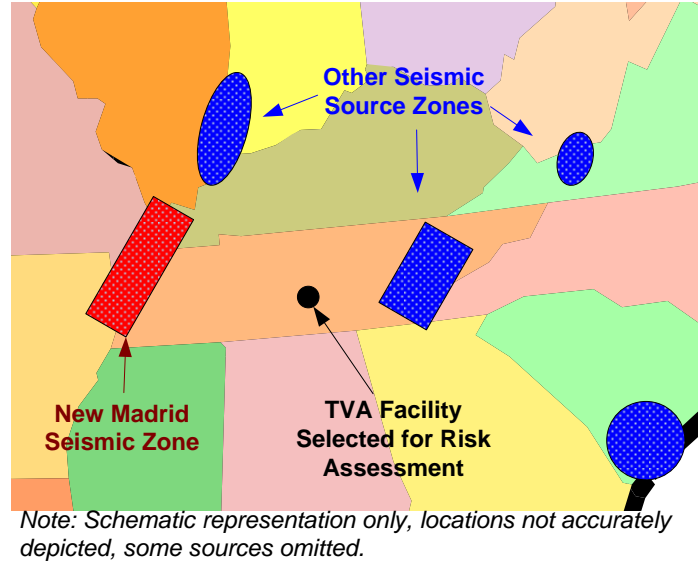 Other Seismic
Source Zones
New Madrid
Seismic Zone
TVA Facility
Selected for Risk
Assessment
Note: Schematic representation only, locations not accurately
depicted, some sources omitted.